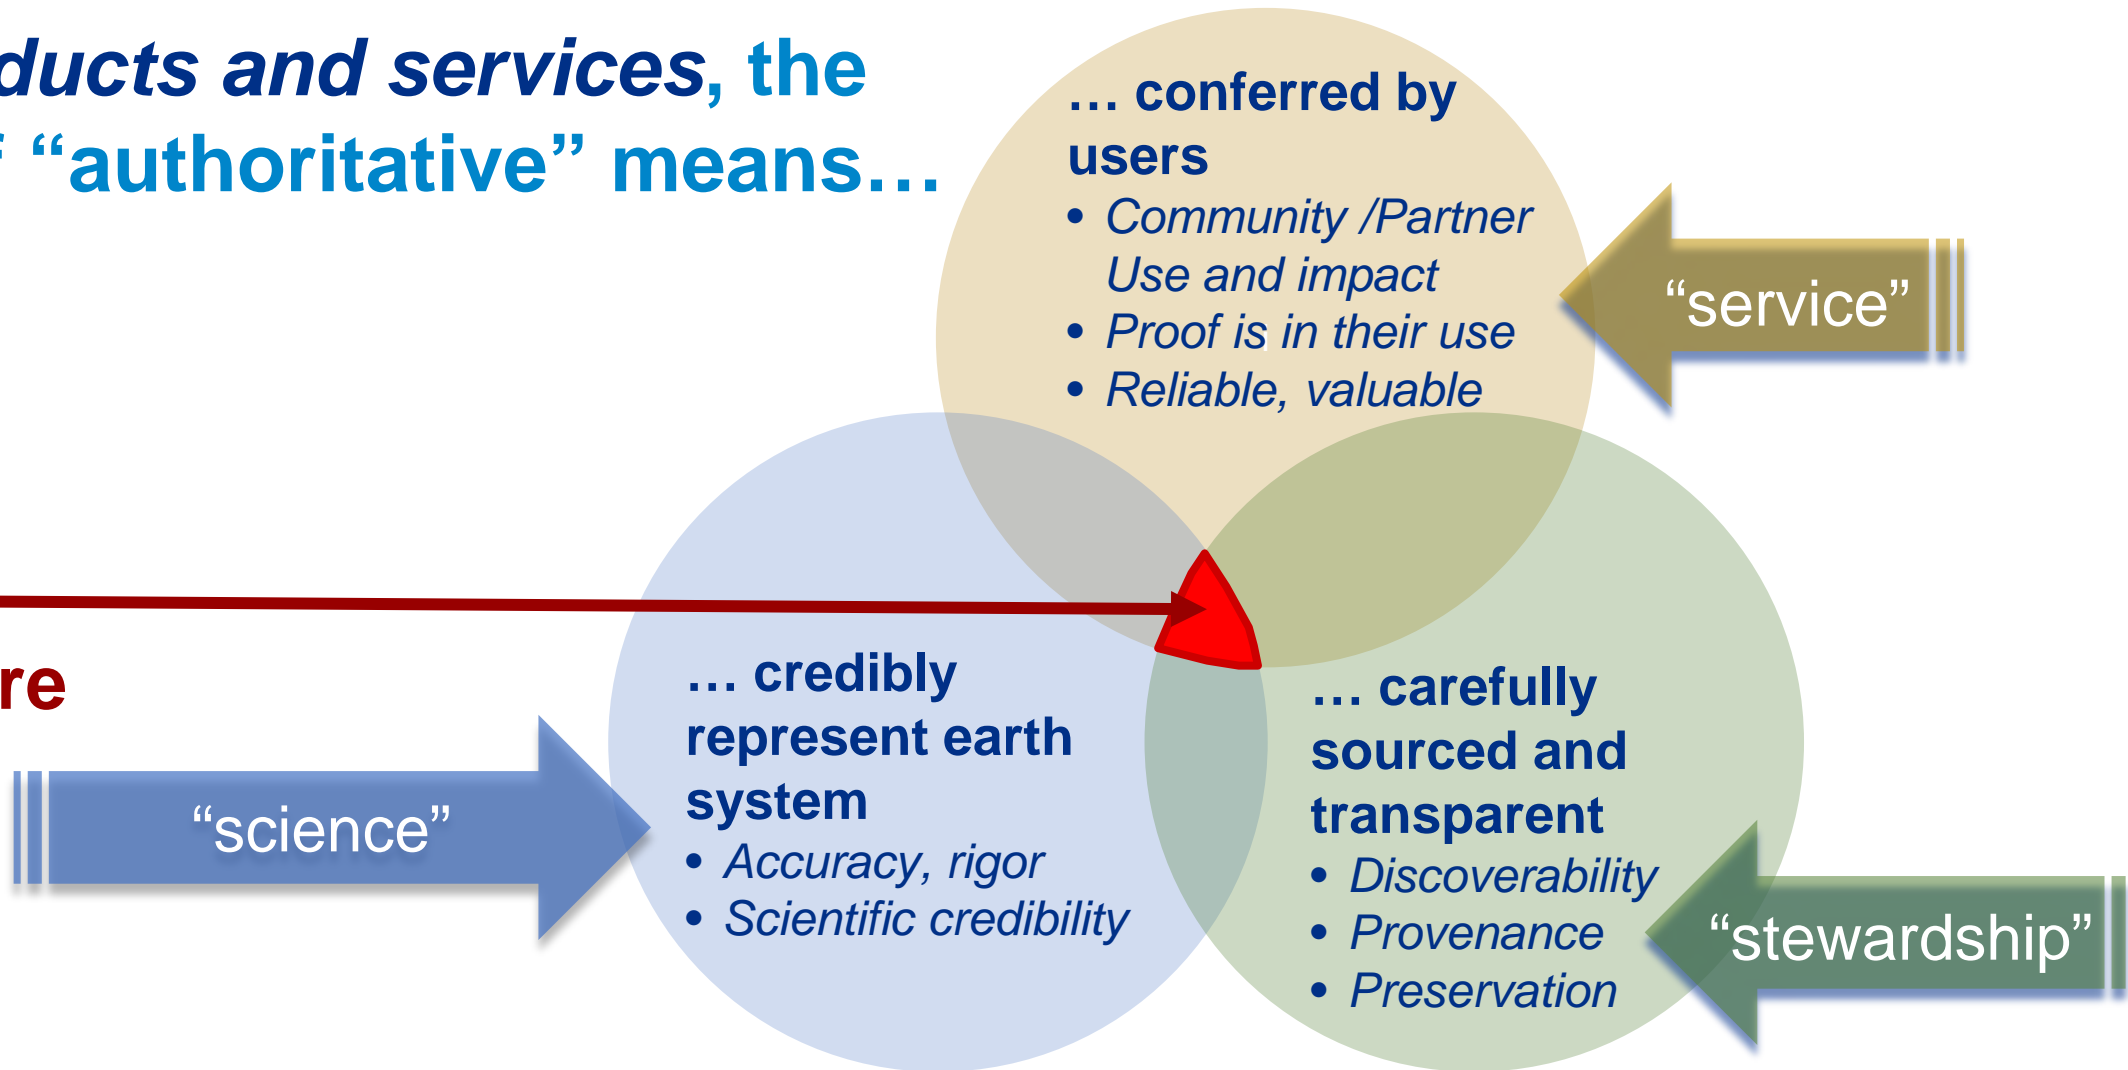 ducts and services, the
f “authoritative” means…
… conferred by
users
• Community /Partner
Use and impact
• Proof is in their use
• Reliable, valuable
“service”
re
… credibly
represent earth
system
• Accuracy, rigor
• Scientific credibility
“science”
… carefully
sourced and
transparent
• Discoverability
• Provenance
• Preservation
“stewardship”